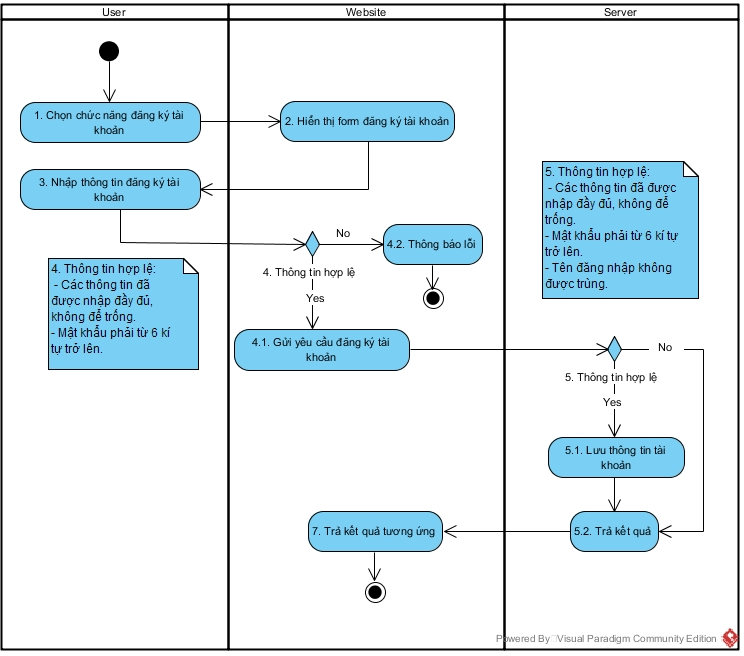 User
Website
Server
1. Chọn chức năng đăng ký tài
khoản
2. Hiển thị form đăng ký tài khoản
3. Nhập thông tin đăng ký tài
khoản
5. Thông tin hợp lệ:
- Các thông tin đã được
nhập đầy đủ, không để
trống.
- Mật khẩu phải từ 6 kí tự
trở lên.
- Tên đăng nhập không
được trùng.
No
4.2. Thông báo lỗi
4. Thông tin hợp lệ
Yes
4. Thông tin hợp lệ:
- Các thông tin đã
được nhập đầy đủ,
không để trống.
- Mật khẩu phải từ 6 kí
tự trở lên.
4.1. Gửi yêu cầu đăng ký tài
khoản
No
5. Thông tin hợp lệ
Yes
5.1. Lưu thông tin tài
khoản
7. Trả kết quả tương ứng
5.2. Trả kết quả
Powered By Visual Paradigm Community Edition